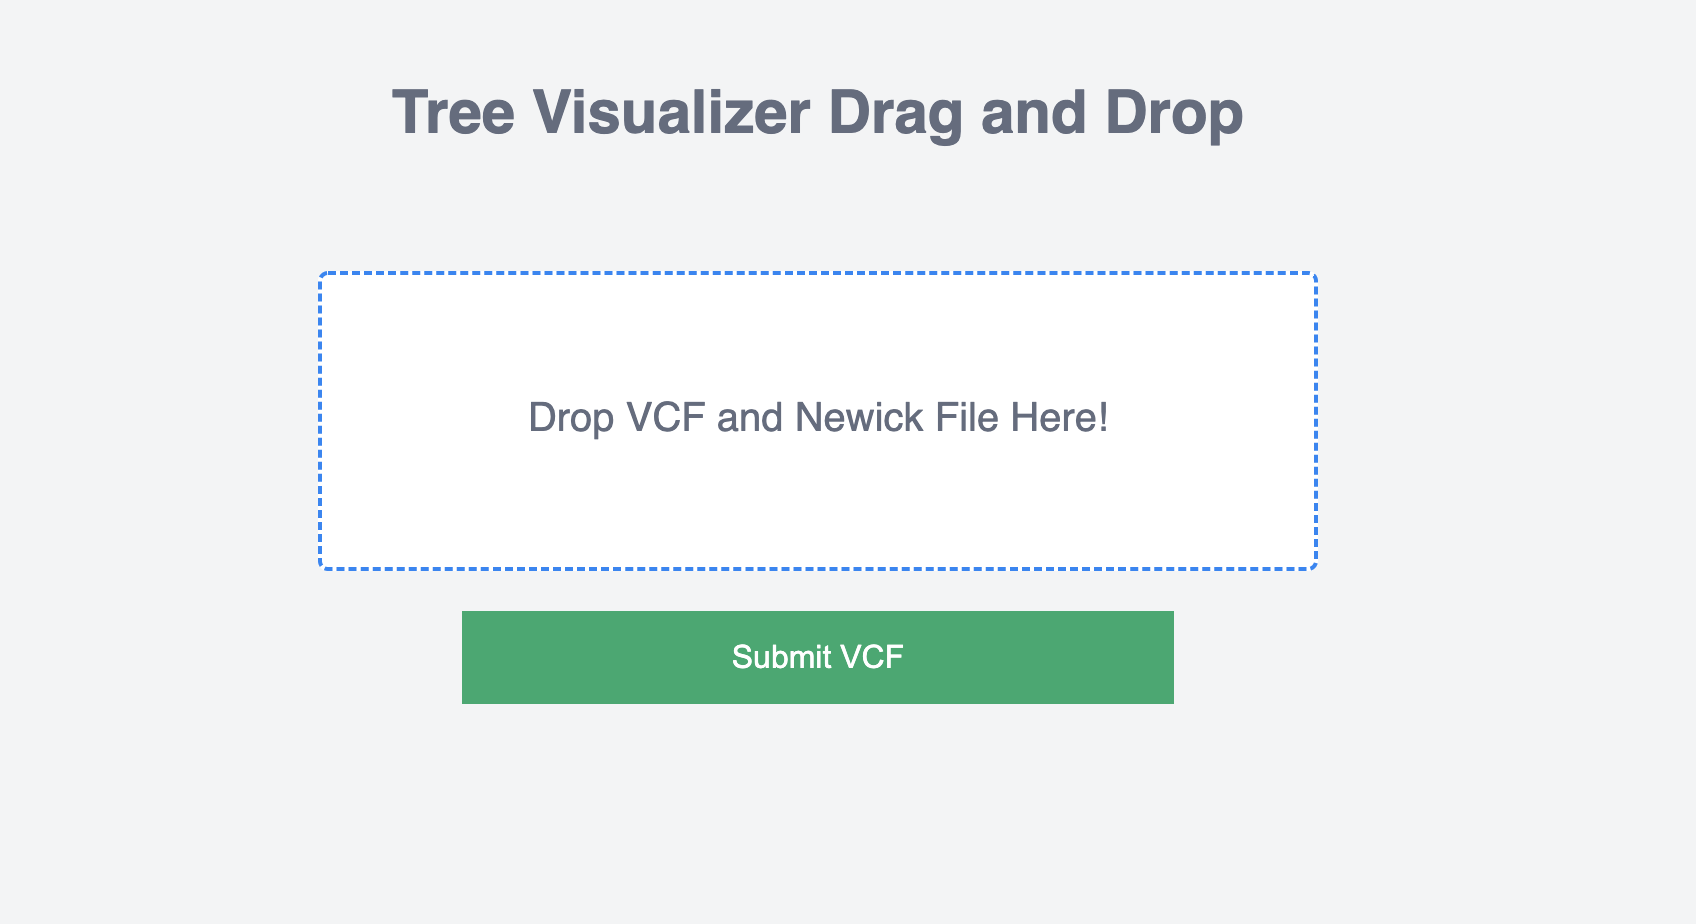 Tree Visualizer Drag and Drop
Drop VCF and Newick File Here!
Submit VCF